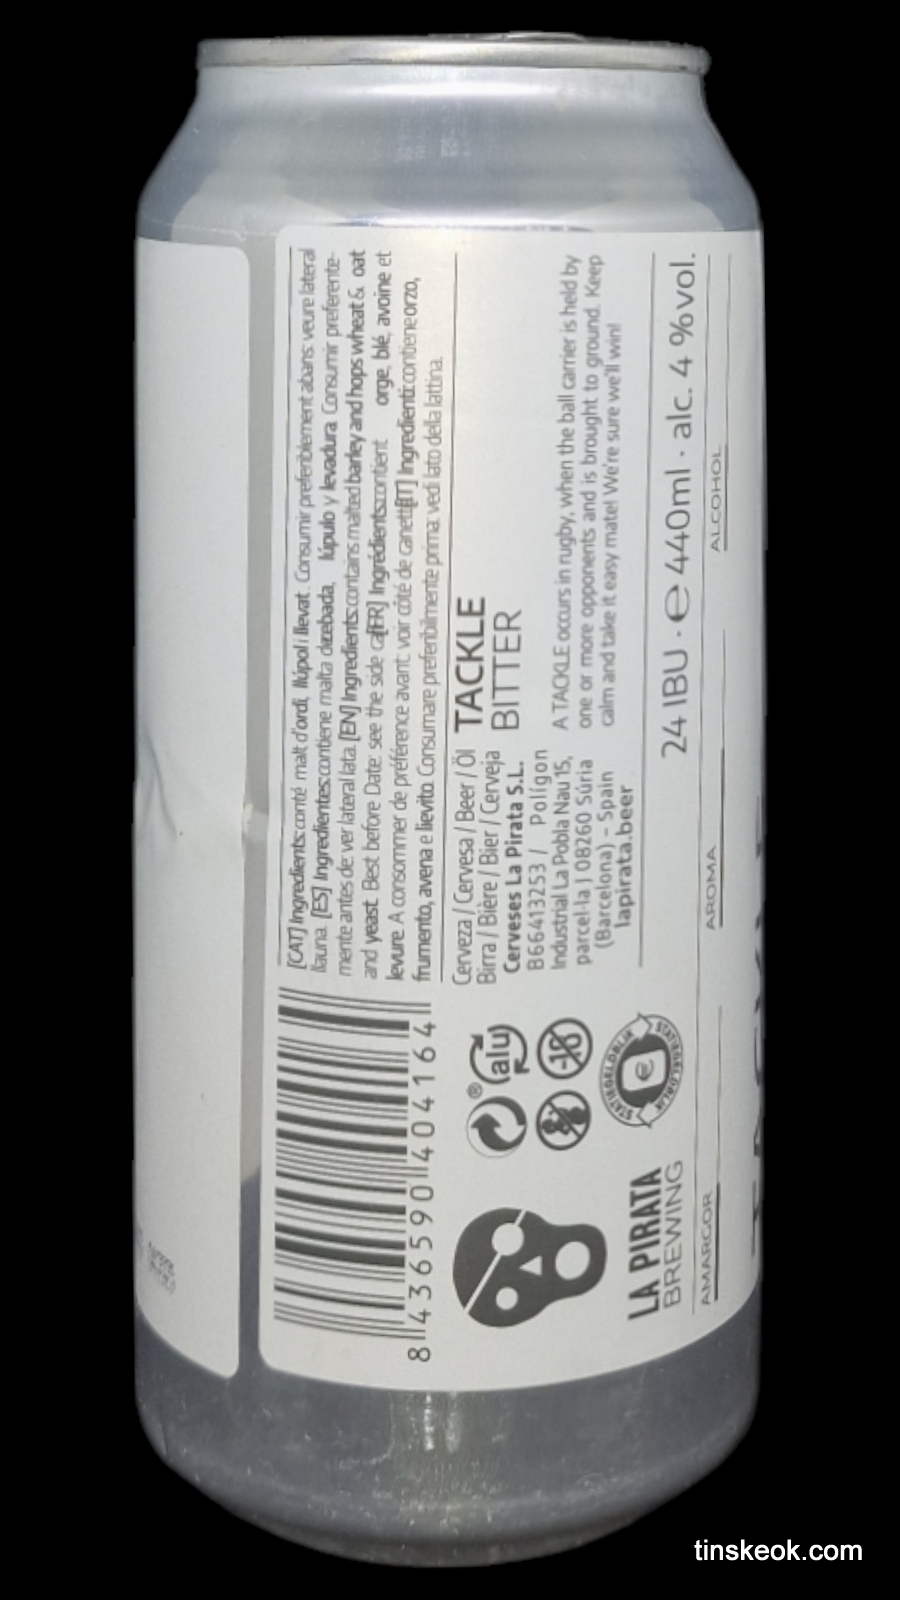 [CAT] Ingredients: conté malt d'ordi, llúpol i llevat. Consumir preferiblement abans: veure lateral
llauna. [ES] Ingredientes: contiene malta de cebada, lúpulo y levadura. Consumir preferente-
mente antes de: ver lateral lata. [EN] Ingredients: contains malted barley and hops wheat & oat
and yeast. Best before Date: see the side ca [FR] Ingrédients: contient orge, blé, avoine et
levure. A consommer de préférence avant: voir côté de canette [IT] Ingredienti: contiene orzo,
frumento, avena e lievito. Consumare preferibilmente prima: vedi lato della lattina.
8 436590 404164
Cerveza / Cervesa / Beer / Öl
Birra / Bière / Bier / Cerveja
Cerveses La Pirata S.L.
B66413253 / Polígon
Industrial La Pobla Nau 15,
parcel·la J 08260 Súria
(Barcelona) – Spain
lapirata.beer
TACKLE
BITTER
A TACKLE occurs in rugby, when the ball carrier is held by
one or more opponents and is brought to ground. Keep
calm and take it easy mate! We're sure we'll win!
® alu
-18
STATIEGELDBLIK STATIEGELDBLIK
€
LA PIRATA
BREWING
24 IBU · e 440ml · alc. 4 %vol.
AMARGOR
AROMA
ALCOHOL
TACKLE
tinskeok.com